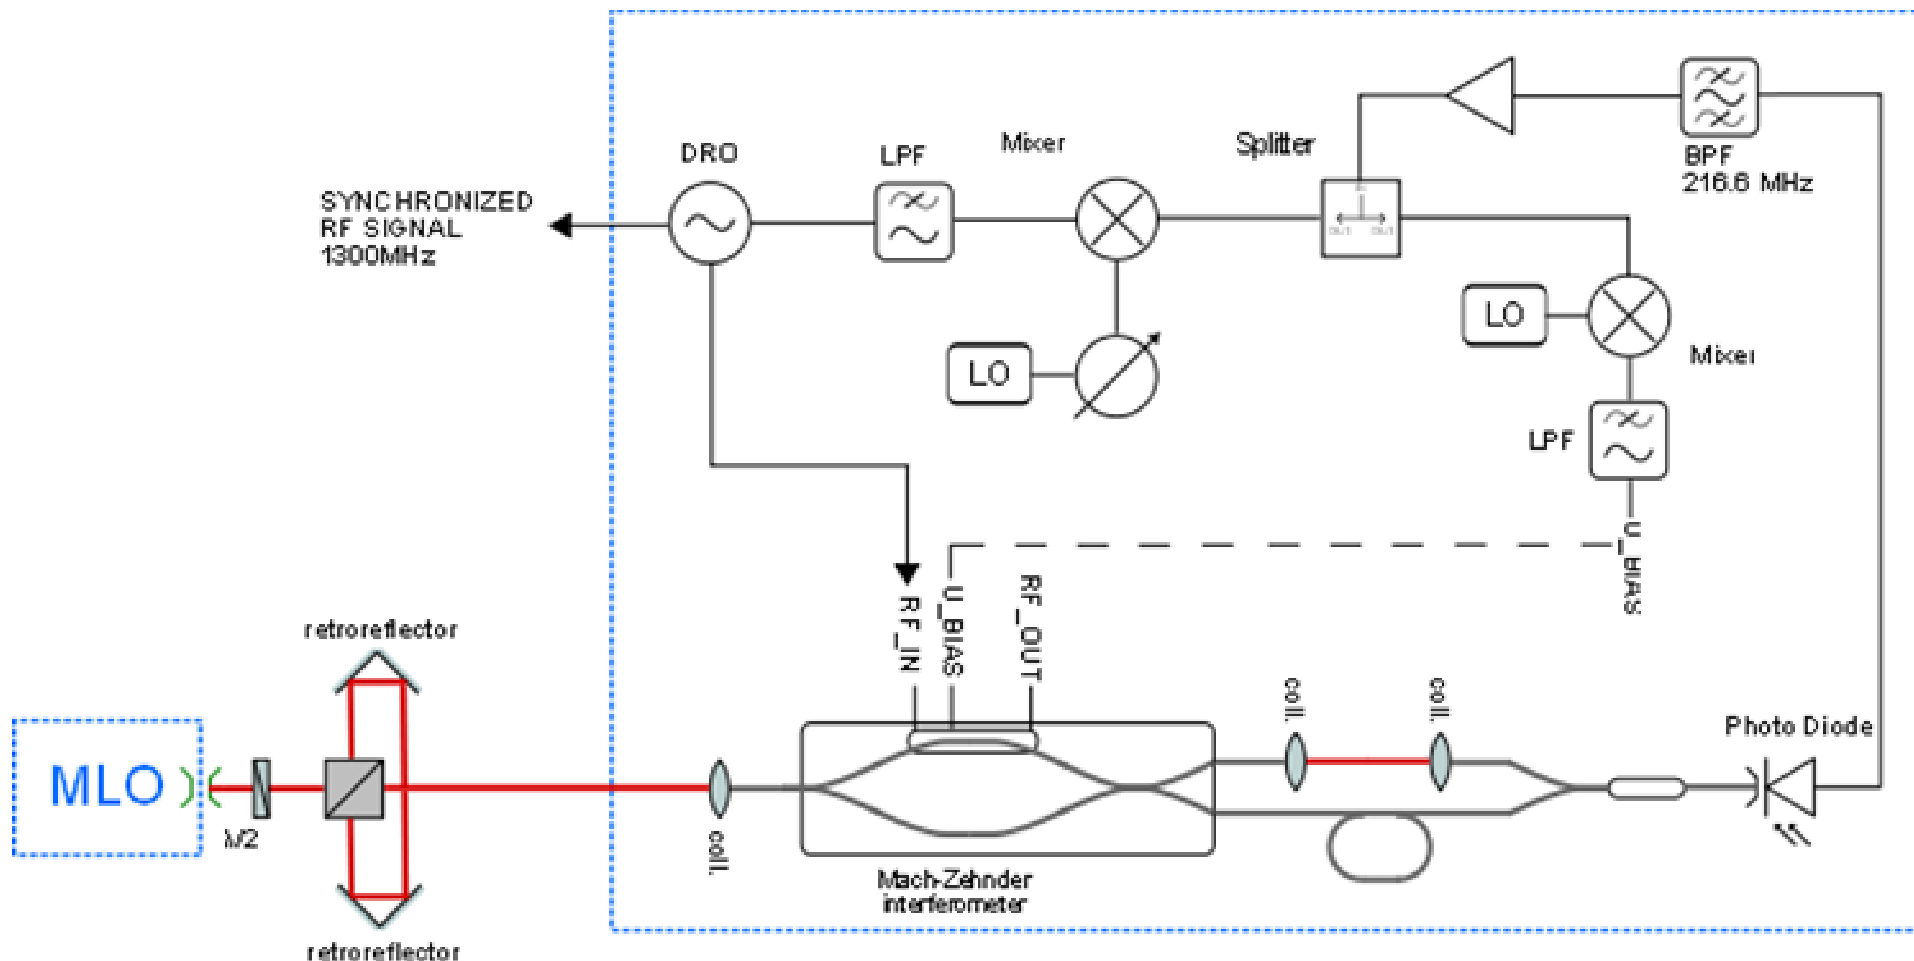 BPF
216.6 MHz
Splitter
Mixer
LPF
DRO
SYNCHRONIZED
RF SIGNAL
1300MHz
LO
LO
Mixer
LPF
U_BIAS
RF_IN
U_BIAS
RF_OUT
retroreflector
MLO
λ/2
retroreflector
coll.
Mach-Zehnder
interferometer
coll.
coll.
Photo Diode